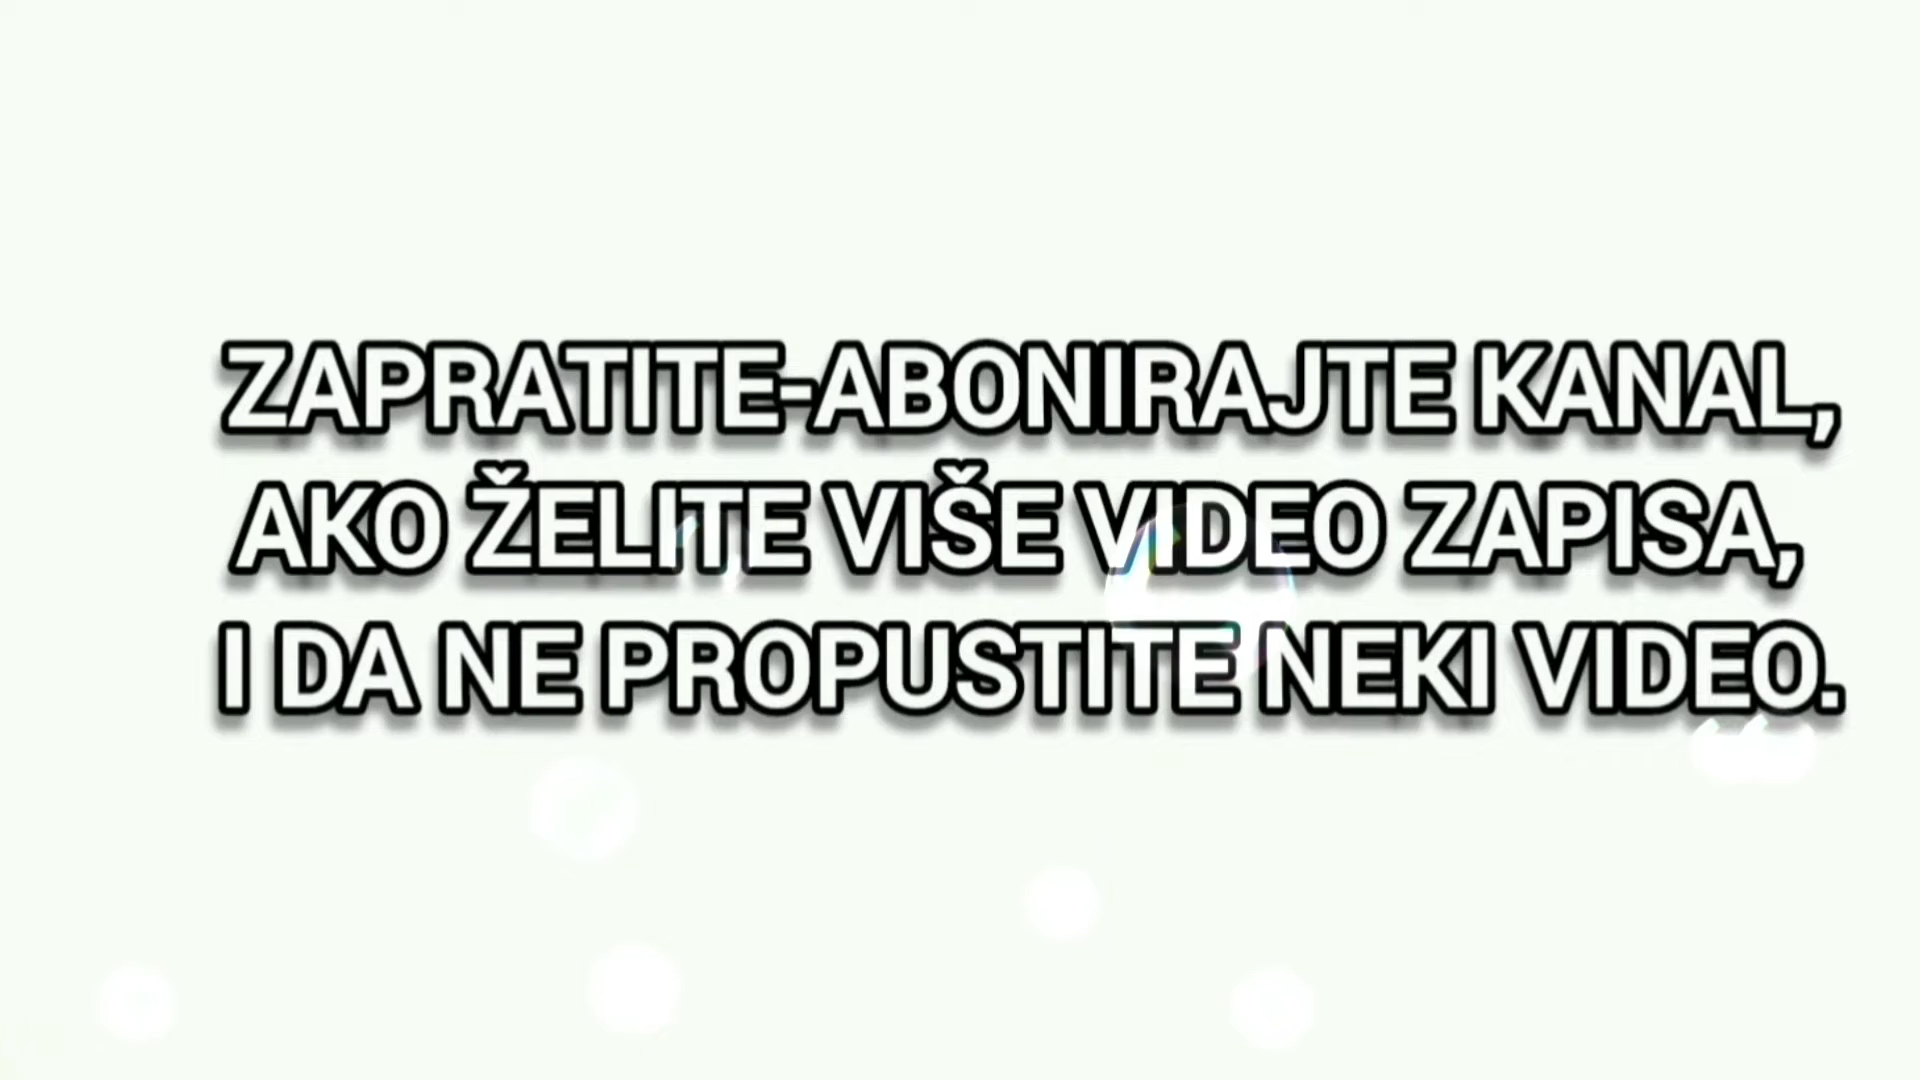 ZAPRATITE-ABONIRAJTE KANAL,
AKO ŽELITE VIŠE VIDEO ZAPISA,
I DA NE PROPUSTITE NEKI VIDEO.